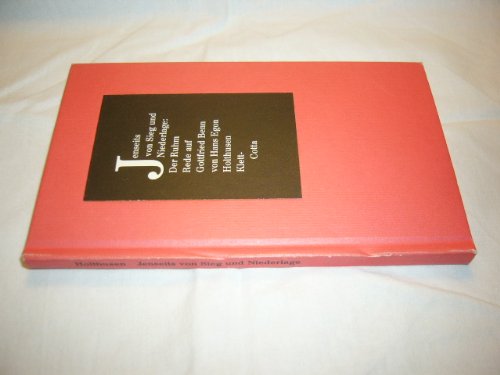 Jenseits
von Sieg und
Niederlage:
Der Ruhm
Rede auf
Gottfried Benn
von Hans Egon
Holthusen
Klett-
Cotta
Holthusen Jenseits von Sieg und Niederlage